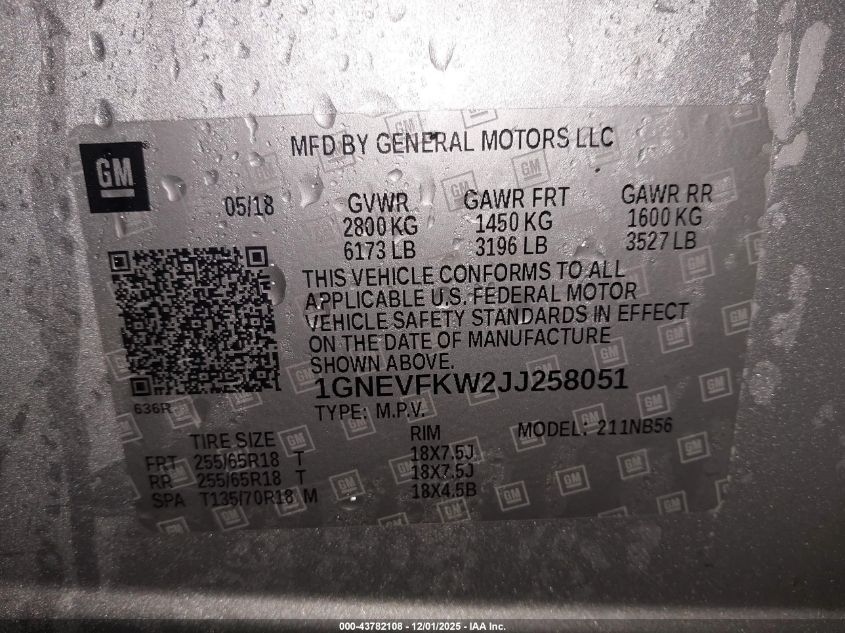 MFD BY GENERAL MOTORS LLC
GM
05/18
GVWR GAWR FRT GAWR RR
2800 KG 1450 KG 1600 KG
6173 LB 3196 LB 3527 LB
THIS VEHICLE CONFORMS TO ALL
APPLICABLE U.S. FEDERAL MOTOR
VEHICLE SAFETY STANDARDS IN EFFECT
ON THE DATE OF MANUFACTURE
SHOWN ABOVE.
1GNEVFKW2JJ258051
636R
TYPE: M.P.V.
MODEL: 211NB56
TIRE SIZE RIM
FRT 255/65R18 T 18X7.5J
RR 255/65R18 T 18X7.5J
SPA T135/70R18 M 18X4.5B
000-43782108 - 12/01/2025 - IAA Inc.